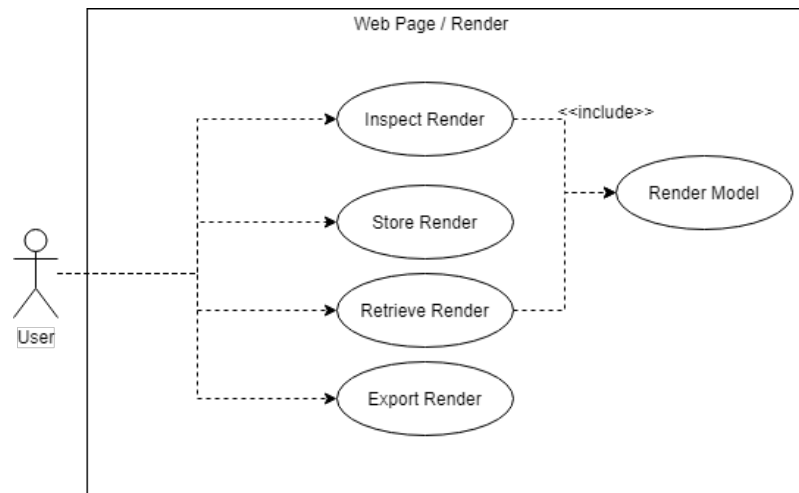 Web Page / Render
Inspect Render
<<include>>
Render Model
Store Render
Retrieve Render
User
Export Render